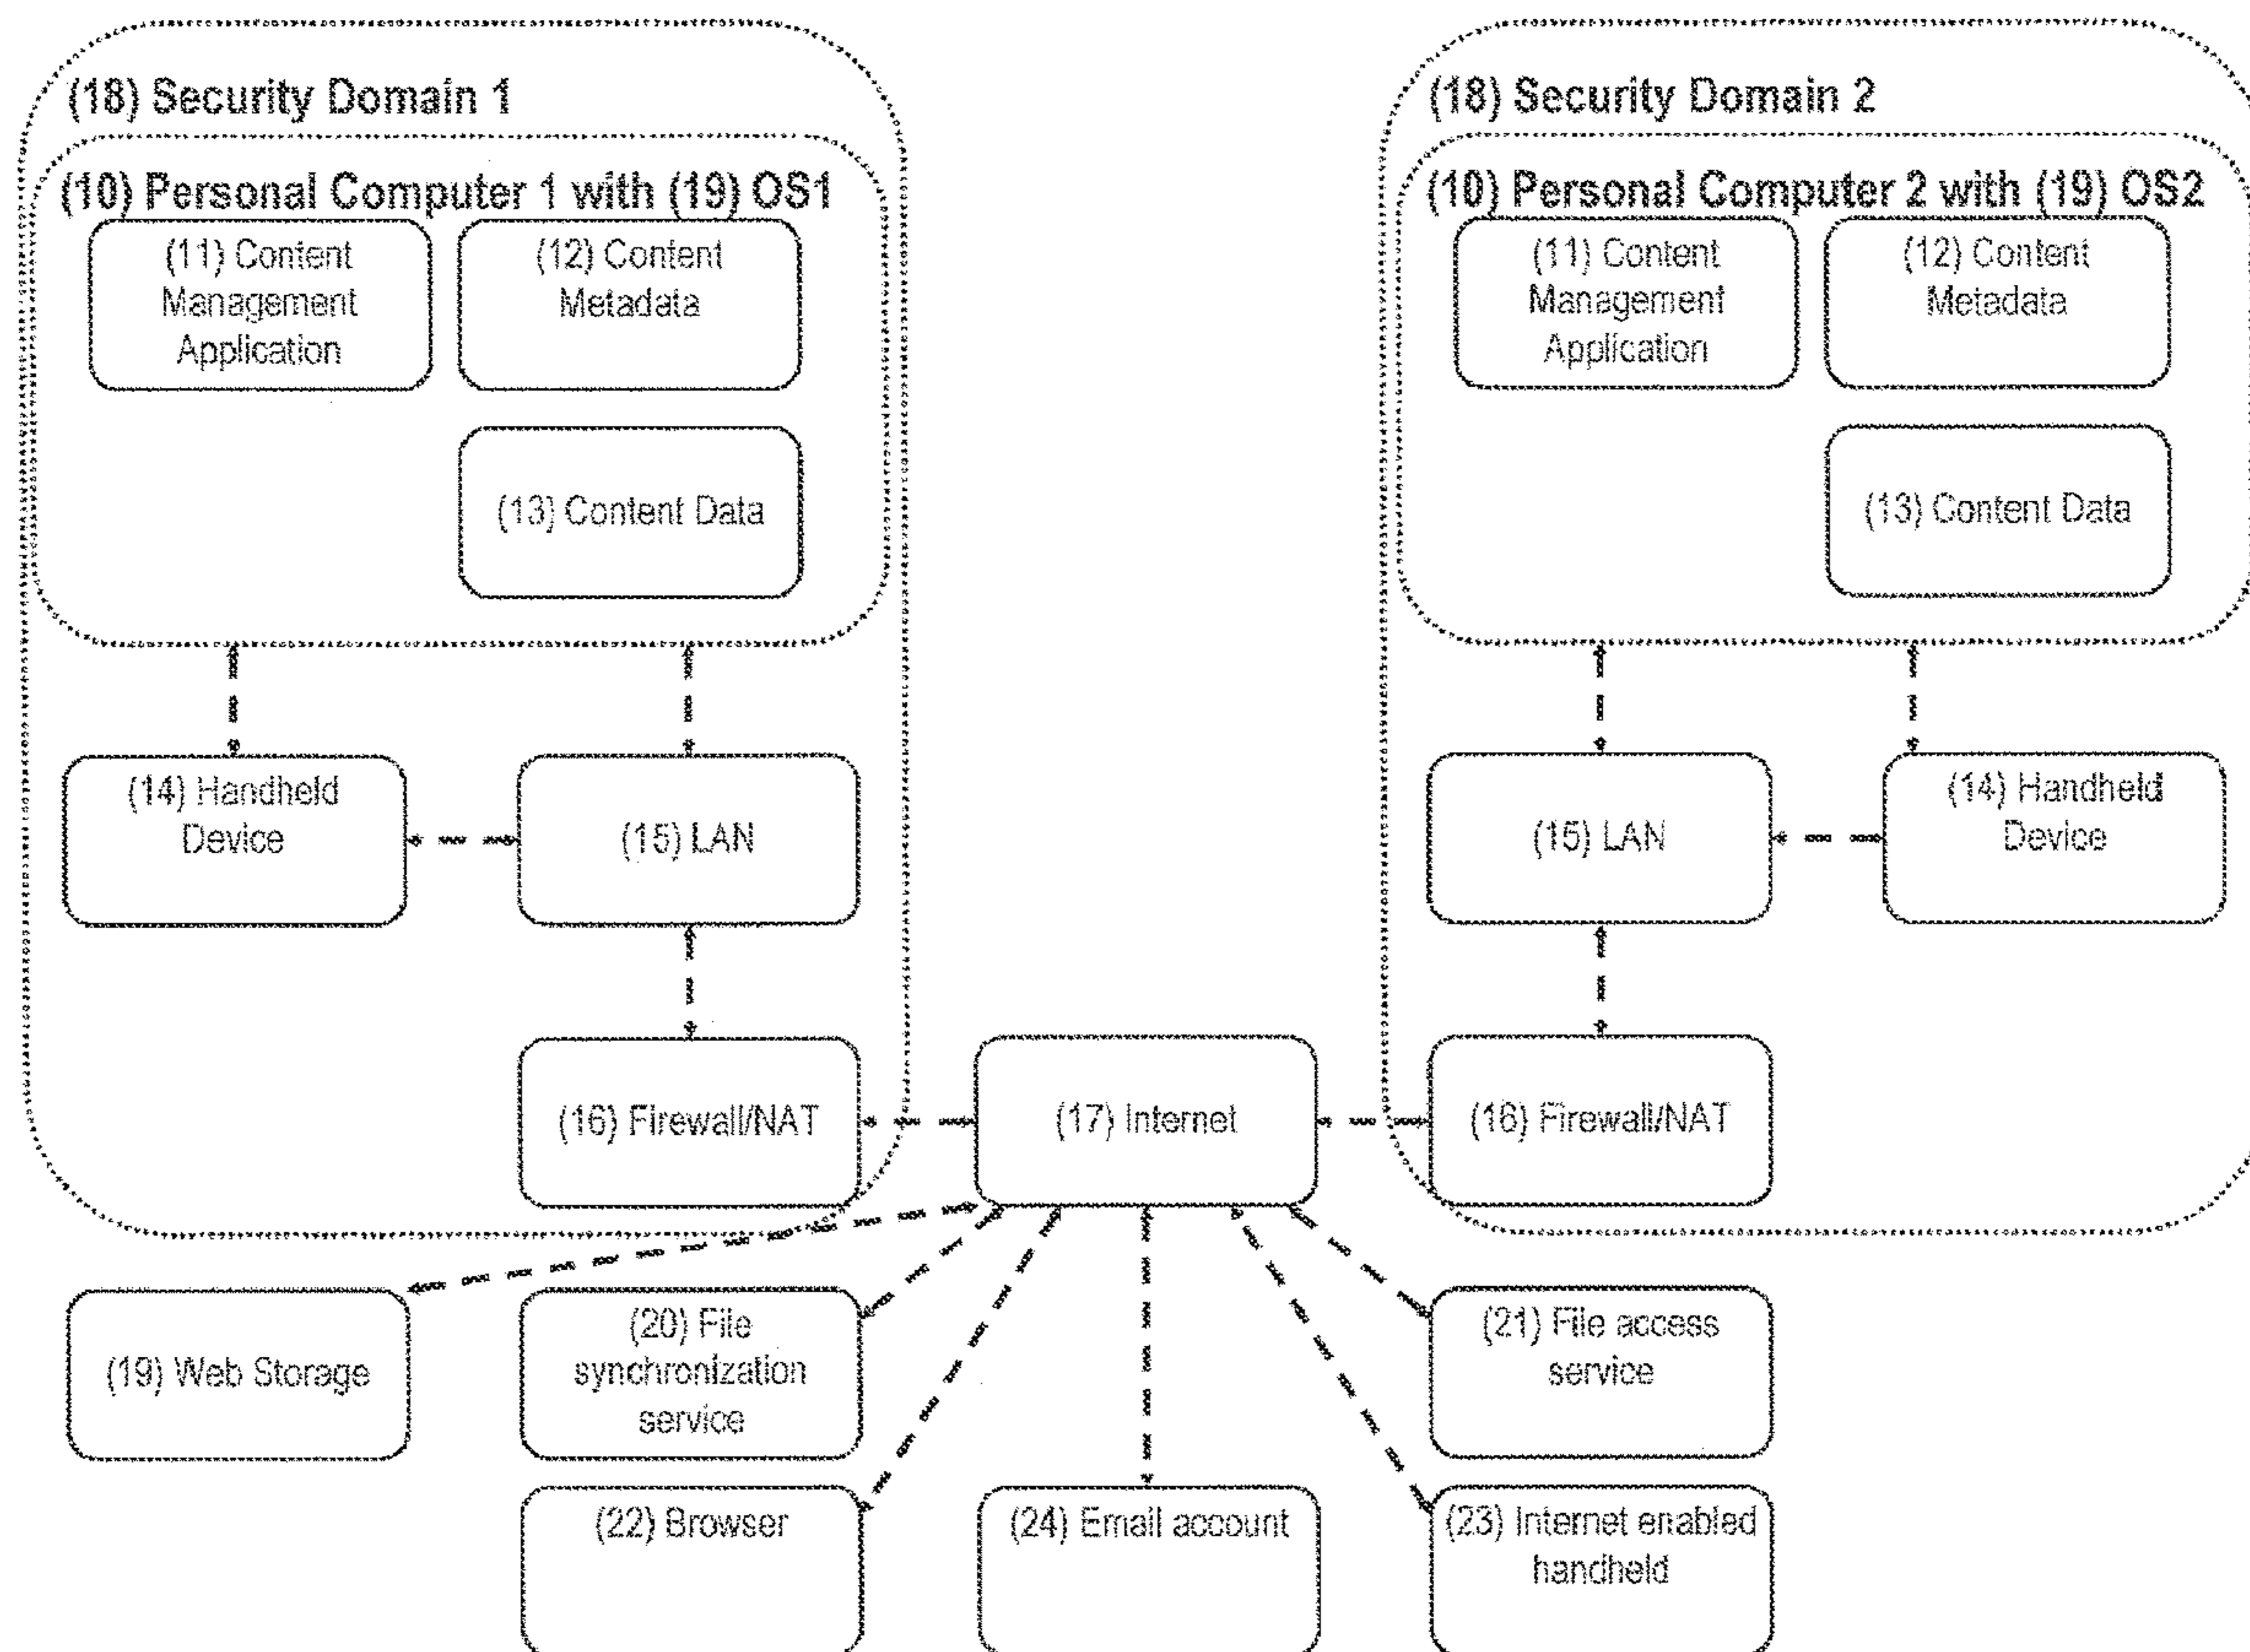 (18) Security Domain 1
(10) Personal Computer 1 with (19) OS1
(11) Content
Management
Application
(12) Content
Metadata
(13) Content Data
(14) Handheld
Device
(15) LAN
(16) Firewall/NAT
(18) Security Domain 2
(10) Personal Computer 2 with (19) OS2
(11) Content
Management
Application
(12) Content
Metadata
(13) Content Data
(15) LAN
(14) Handheld
Device
(16) Firewall/NAT
(17) Internet
(19) Web Storage
(20) File
synchronization
service
(21) File access
service
(22) Browser
(24) Email account
(23) Internet enabled
handheld